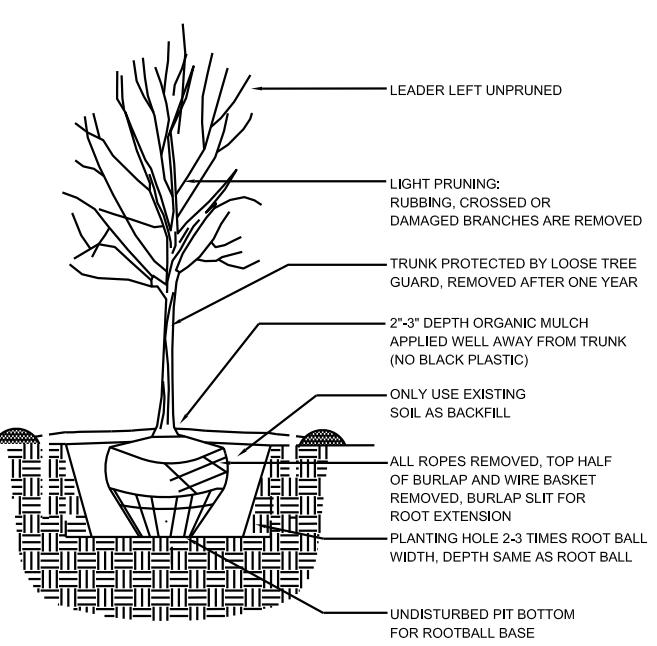 LEADER LEFT UNPRUNED
LIGHT PRUNING:
RUBBING, CROSSED OR
DAMAGED BRANCHES ARE REMOVED
TRUNK PROTECTED BY LOOSE TREE
GUARD, REMOVED AFTER ONE YEAR
2"-3" DEPTH ORGANIC MULCH
APPLIED WELL AWAY FROM TRUNK
(NO BLACK PLASTIC)
ONLY USE EXISTING
SOIL AS BACKFILL
ALL ROPES REMOVED, TOP HALF
OF BURLAP AND WIRE BASKET
REMOVED, BURLAP SLIT FOR
ROOT EXTENSION
PLANTING HOLE 2-3 TIMES ROOT BALL
WIDTH, DEPTH SAME AS ROOT BALL
UNDISTURBED PIT BOTTOM
FOR ROOTBALL BASE